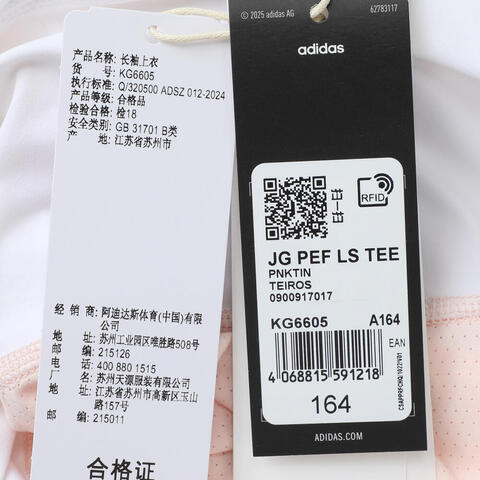 产品名称: 长袖上衣
货 号: KG6605
执行标准: Q/320500 ADSZ 012-2024
产品等级: 合格品
检验合格: 检18
安全类别: GB 31701 B类
产 地: 江苏省苏州市
经 销 商: 阿迪达斯体育(中国)有限
公司
地 址: 苏州工业园区唯胜路508号
邮 编: 215126
电 话: 400 880 1515
厂 名: 苏州天源服装有限公司
地 址: 江苏省苏州市高新区玉山
路157号
邮 编: 215011
合格证
© 2025 adidas AG
62783117
adidas
RFID
JG PEF LS TEE
PNKTIN
TEIROS
0900917017
KG6605 A164
EAN
4 068815 591218
164
ADIDAS.COM